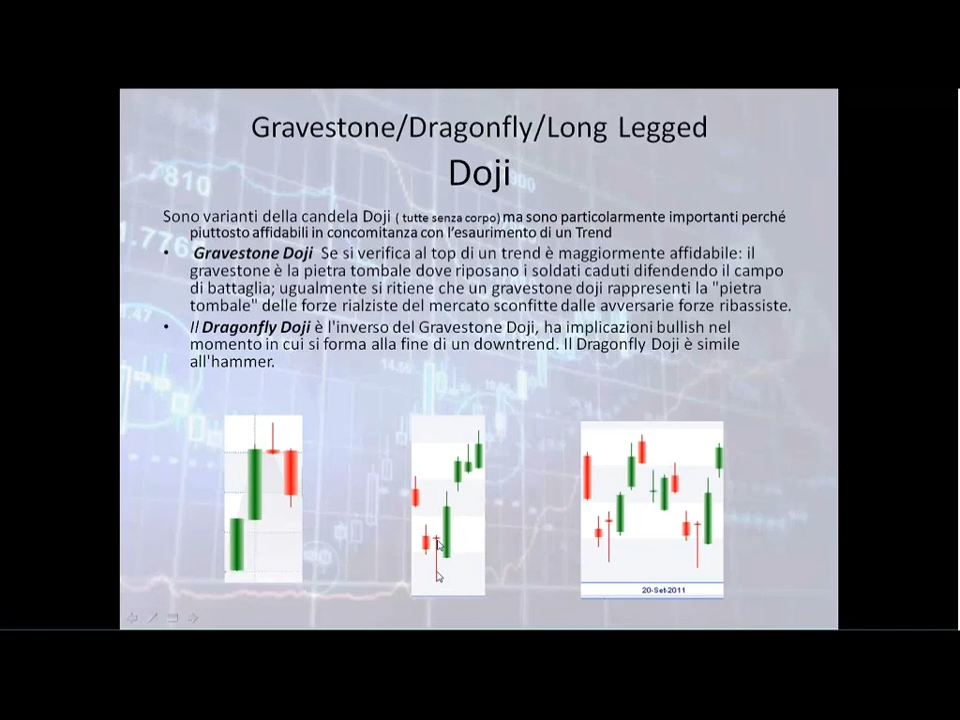 Gravestone/Dragonfly/Long Legged
Doji
Sono varianti della candela Doji ( tutte senza corpo) ma sono particolarmente importanti perché
piuttosto affidabili in concomitanza con l'esaurimento di un Trend
• Gravestone Doji Se si verifica al top di un trend è maggiormente affidabile: il
gravestone è la pietra tombale dove riposano i soldati caduti difendendo il campo
di battaglia; ugualmente si ritiene che un gravestone doji rappresenti la "pietra
tombale" delle forze rialziste del mercato sconfitte dalle avversarie forze ribassiste.
• Il Dragonfly Doji è l'inverso del Gravestone Doji, ha implicazioni bullish nel
momento in cui si forma alla fine di un downtrend. Il Dragonfly Doji è simile
all'hammer.
20-Set-2011